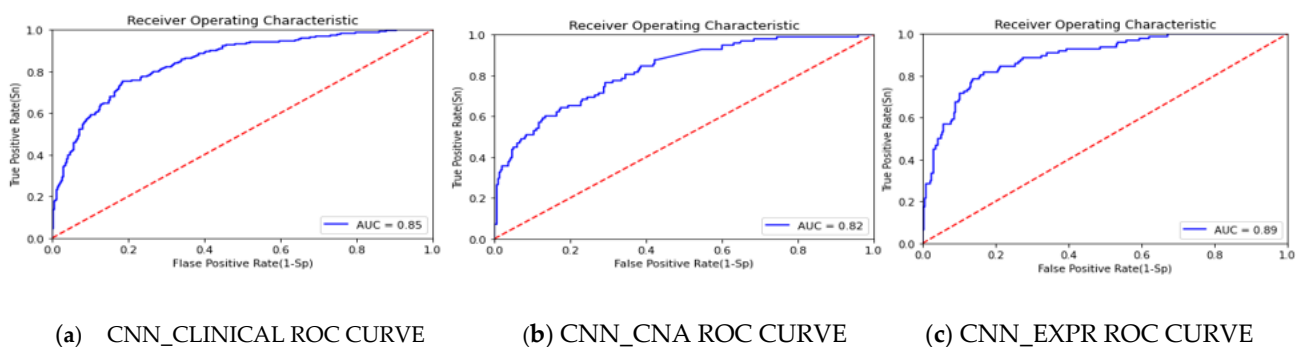 Receiver Operating Characteristic
True Positive Rate(Sn)
1.0
0.8
0.6
0.4
0.2
0.0
AUC = 0.85
0.0 0.2 0.4 0.6 0.8 1.0
Flase Positive Rate(1-Sp)
(a) CNN_CLINICAL ROC CURVE
Receiver Operating Characteristic
True Positive Rate(Sn)
1.0
0.8
0.6
0.4
0.2
0.0
AUC = 0.82
0.0 0.2 0.4 0.6 0.8 1.0
False Positive Rate(1-Sp)
(b) CNN_CNA ROC CURVE
Receiver Operating Characteristic
True Positive Rate(Sn)
1.0
0.8
0.6
0.4
0.2
0.0
AUC = 0.89
0.0 0.2 0.4 0.6 0.8 1.0
False Positive Rate(1-Sp)
(c) CNN_EXPR ROC CURVE